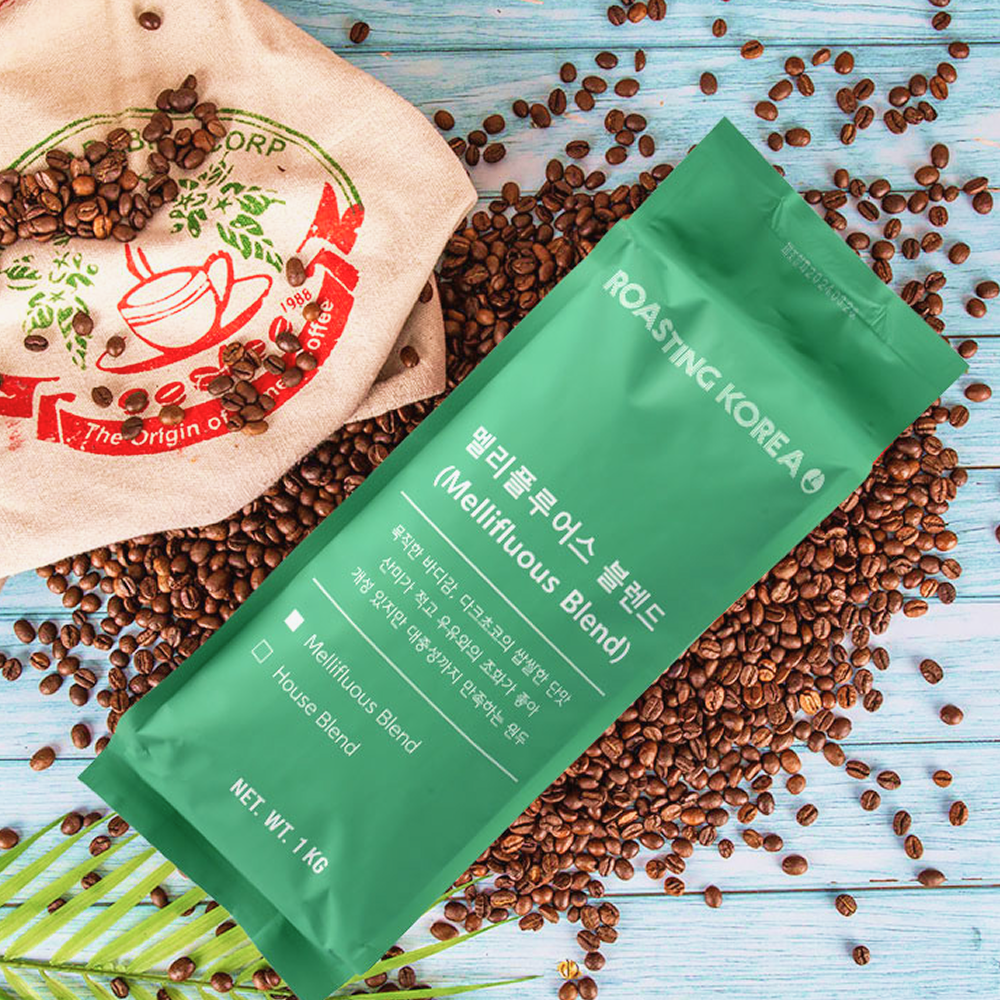 CORP
1988
The Origin of
offee
ROASTING KOREA
멜리플루어스 블렌드
(Mellifluous Blend)
묵직한 바디감, 다크초코의 쌉쌀한 단맛
산미가 적고 우유와의 조화가 좋아
개성 있지만 대중성까지 만족하는 원두
Mellifluous Blend
House Blend
NET. WT. 1 KG